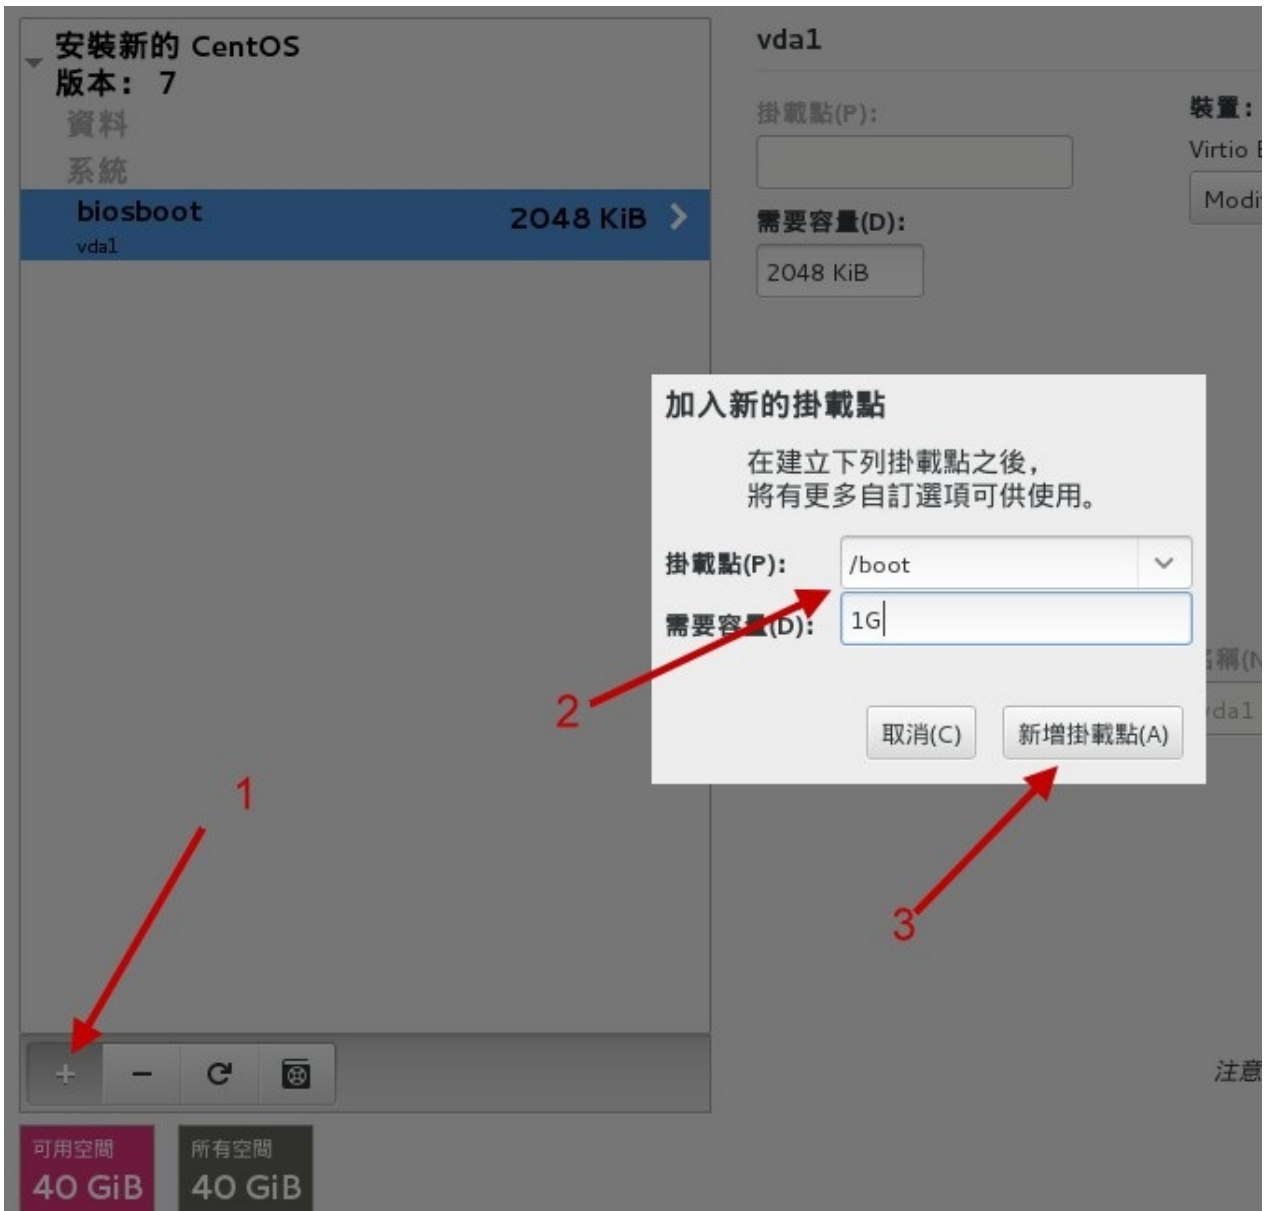 安裝新的 CentOS
版本： 7
資料
系統
biosboot
2048 KiB
vda1
vda1
掛載點(P):
裝置:
Virtio
需要容量(D):
2048 KiB
加入新的掛載點
在建立下列掛載點之後，
將有更多自訂選項可供使用。
掛載點(P):
/boot
需要容量(D):
1G
取消(C)
新增掛載點(A)
1
2
3
+
-
注意
可用空間
40 GiB
所有空間
40 GiB